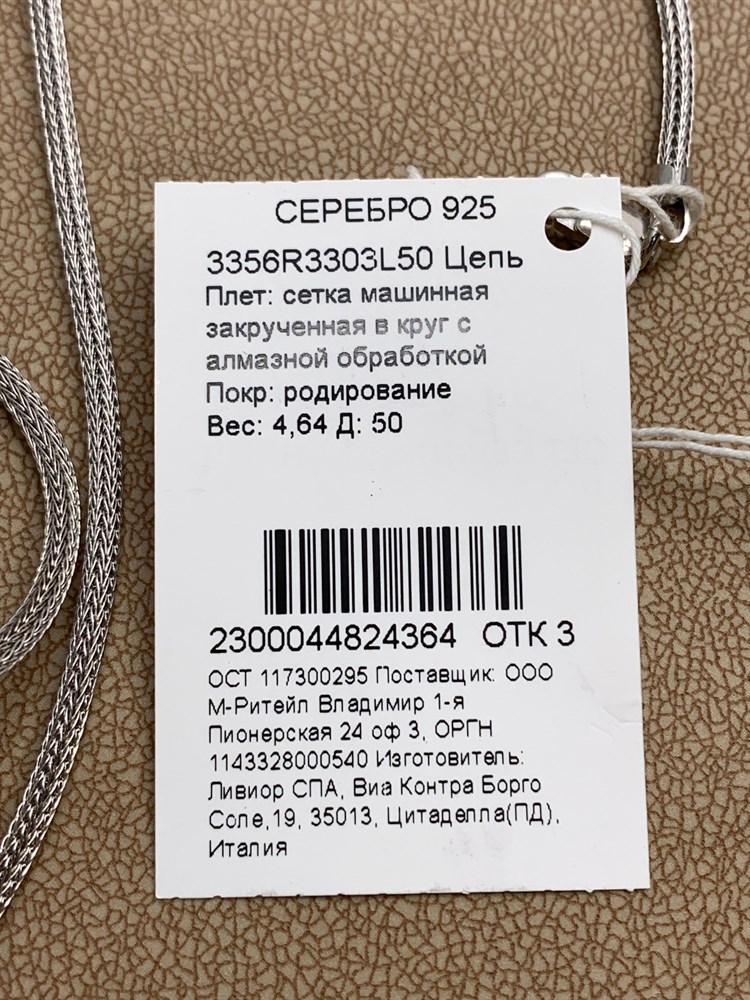 СЕРЕБРО 925
3356R3303L50 Цепь
Плет: сетка машинная
закрученная в круг с
алмазной обработкой
Покр: родирование
Вес: 4,64 Д: 50
2300044824364 ОТК 3
ОСТ 117300295 Поставщик: ООО
М-Ритейл Владимир 1-я
Пионерская 24 оф 3, ОРГН
1143328000540 Изготовитель:
Ливиор СПА, Виа Контра Борго
Соле,19, 35013, Цитаделла(ПД),
Италия